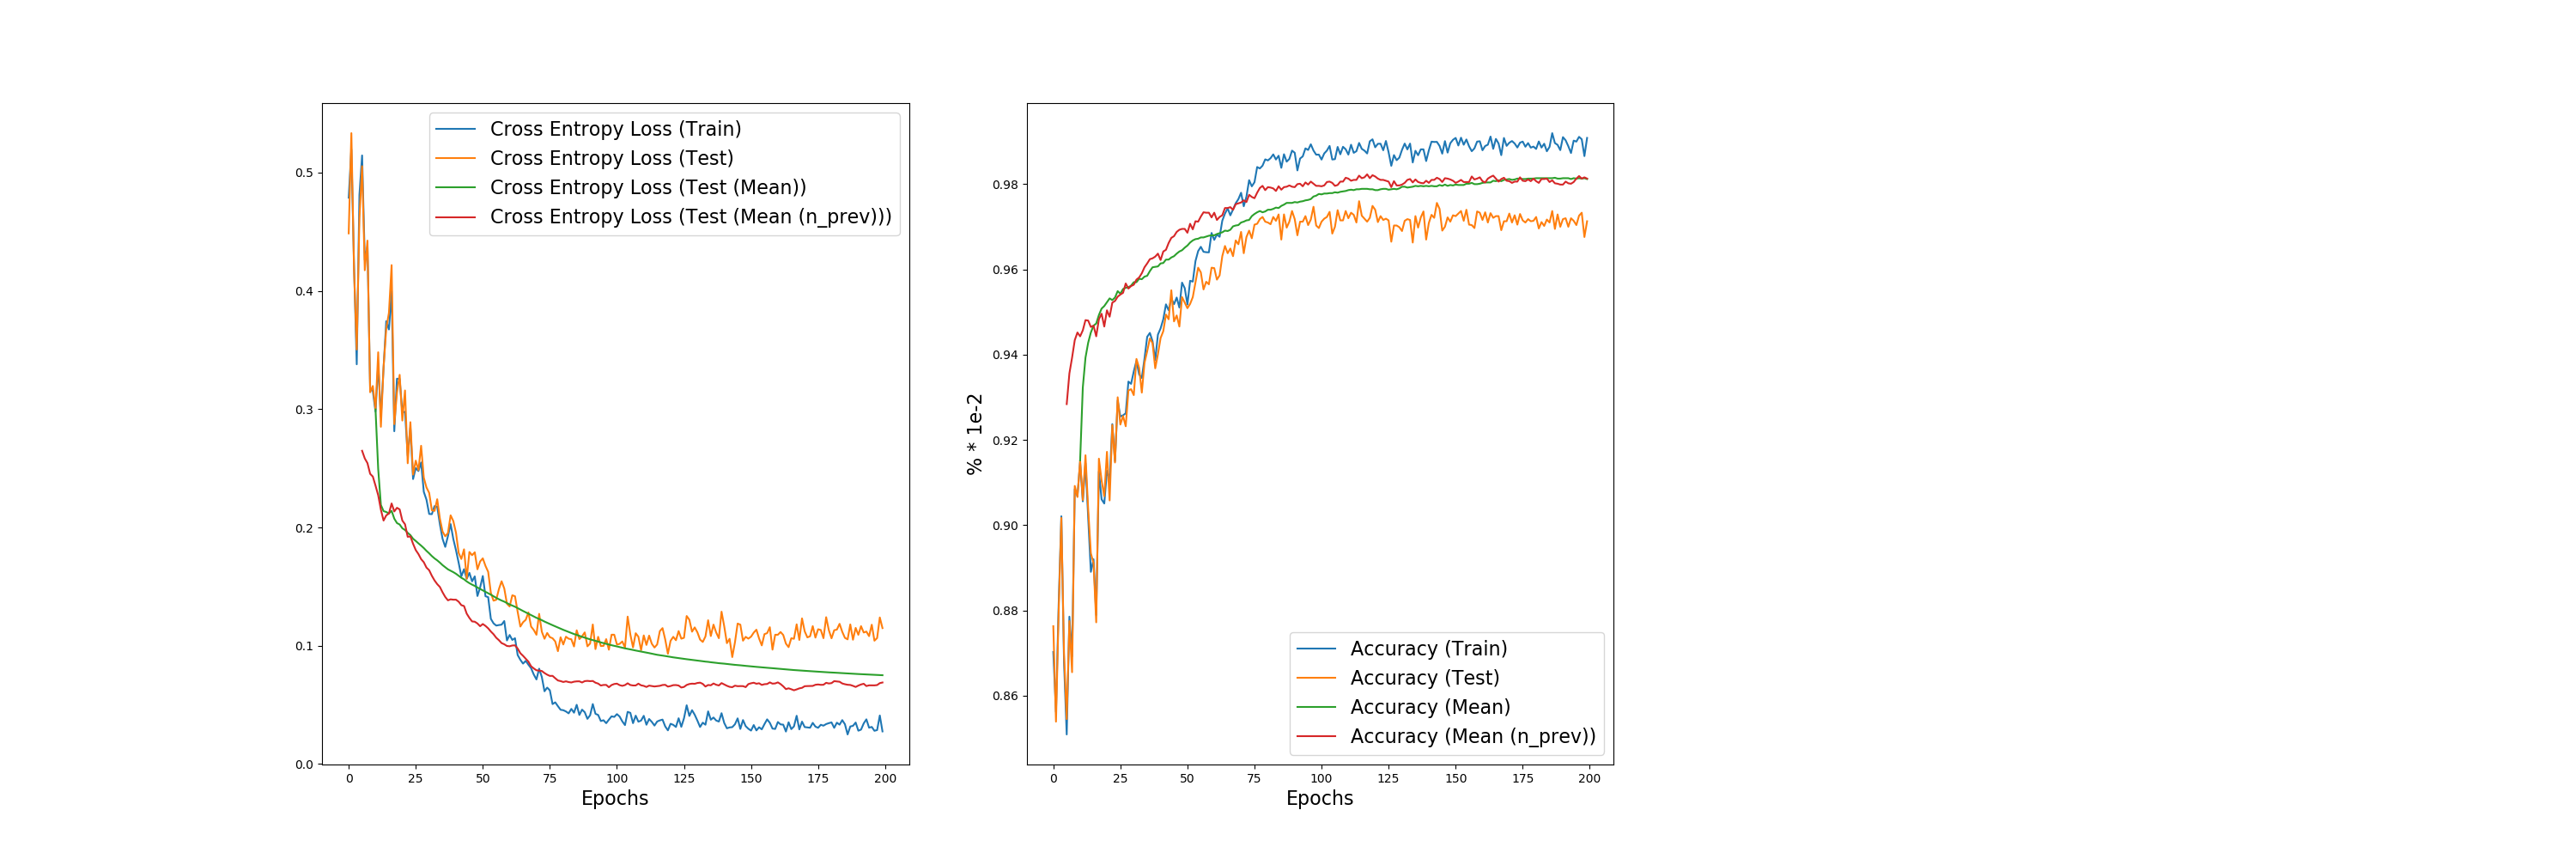 Cross Entropy Loss (Train)
Cross Entropy Loss (Test)
Cross Entropy Loss (Test (Mean))
Cross Entropy Loss (Test (Mean (n_prev)))
0.5
0.4
0.3
0.2
0.1
0.0
0 25 50 75 100 125 150 175 200
Epochs
% * 1e-2
0.98
0.96
0.94
0.92
0.90
0.88
0.86
Accuracy (Train)
Accuracy (Test)
Accuracy (Mean)
Accuracy (Mean (n_prev))
0 25 50 75 100 125 150 175 200
Epochs